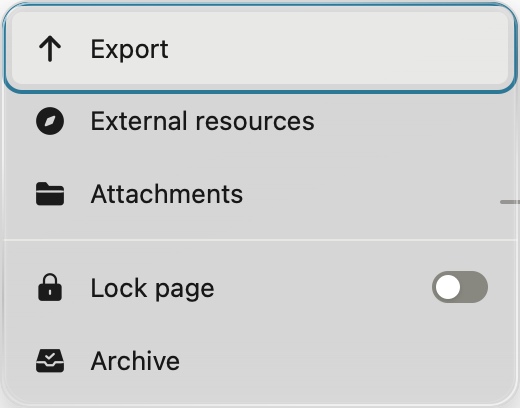 Export
External resources
Attachments
Lock page
Archive